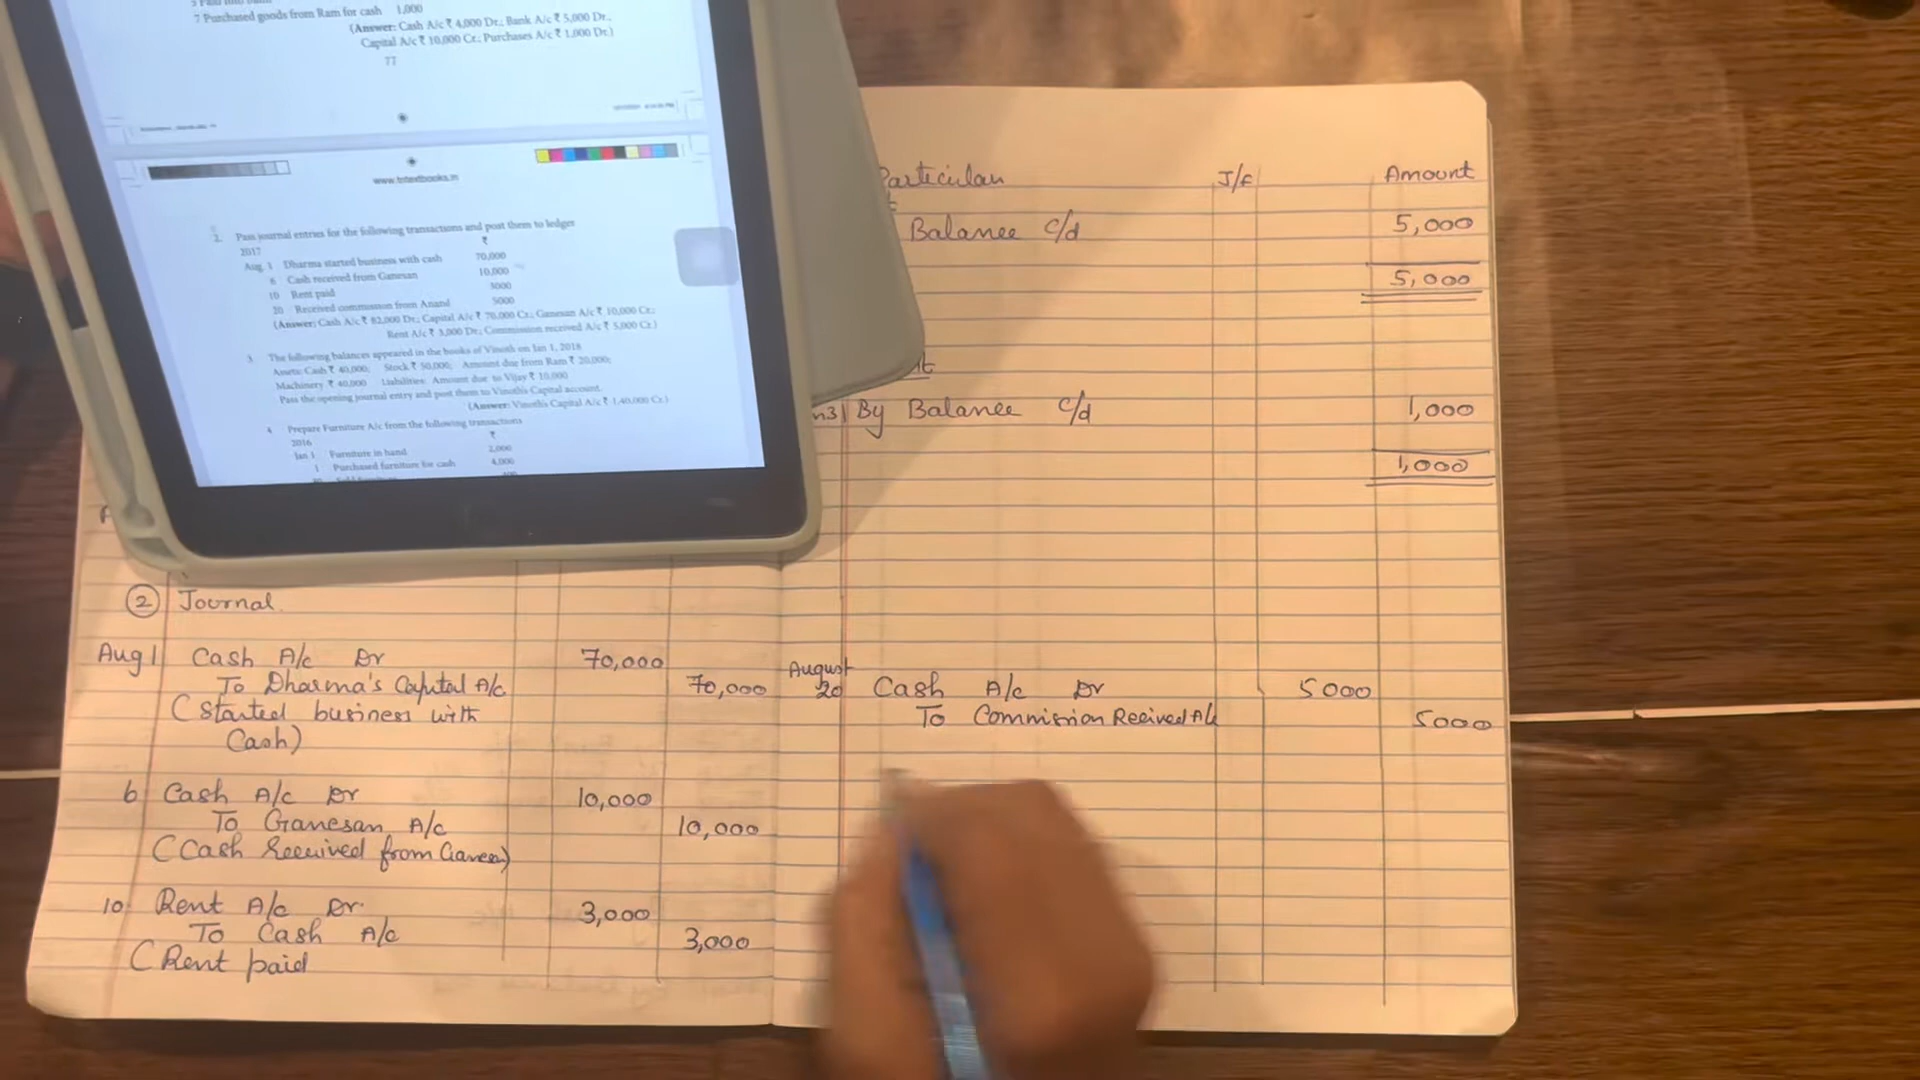 7 Purchased goods from Ram for cash 1,000
(Answer: Cash A/c ₹ 4,000 Dr.; Bank A/c ₹ 5,000 Dr.,
Capital A/c ₹ 10,000 Cr.; Purchases A/c ₹ 1,000 Dr.)
77
www.tntextbooks.in
2. Pass journal entries for the following transactions and post them to ledger
2017 ₹
Aug. 1 Dharma started business with cash 70,000
6 Cash received from Ganesan 10,000
10 Rent paid 3000
20 Received commission from Anand 5000
(Answer: Cash A/c ₹ 82,000 Dr.; Capital A/c ₹ 70,000 Cr.; Ganesan A/c ₹ 10,000 Cr.;
Rent A/c ₹ 3,000 Dr.; Commission received A/c ₹ 5,000 Cr.)
3 The following balances appeared in the books of Vinoth on Jan 1, 2018
Assets: Cash ₹ 40,000; Stock ₹ 50,000; Amount due from Ram ₹ 20,000;
Machinery ₹ 40,000 Liabilities: Amount due to Vijay ₹ 10,000
Pass the opening journal entry and post them to Vinoth's Capital account.
(Answer: Vinoth's Capital A/c ₹ 1,40,000 Cr.)
4 Prepare Furniture A/c from the following transactions
2016 ₹
Jan 1 Furniture in hand 2,000
1 Purchased furniture for cash 4,000
Particulars J/F Amount
Balance c/d 5,000
5,000
By Balance c/d 1,000
1,000
② Journal.
Aug 1 Cash A/c Dr 70,000
To Dharma's Capital A/c 70,000
(Started business with
Cash)
6 Cash A/c Dr 10,000
To Ganesan A/c 10,000
(Cash Received from Ganesan)
10 Rent A/c Dr. 3,000
To Cash A/c 3,000
(Rent paid
August
20 Cash A/c Dr 5000
To Commission Received A/c 5000